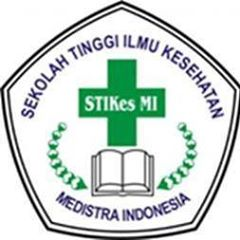 SEKOLAH TINGGI ILMU KESEHATAN
STIKes MI
MEDISTRA INDONESIA